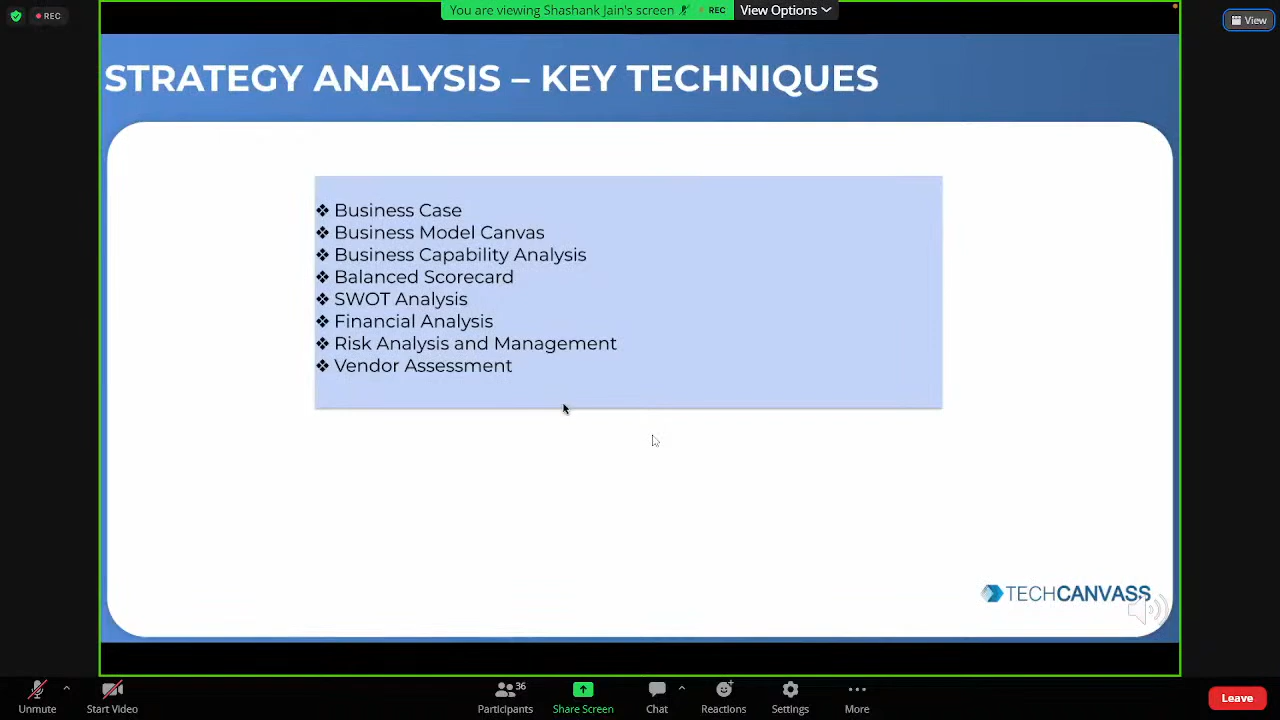 REC
You are viewing Shashank Jain's screen REC View Options
View
STRATEGY ANALYSIS – KEY TECHNIQUES
❖ Business Case
❖ Business Model Canvas
❖ Business Capability Analysis
❖ Balanced Scorecard
❖ SWOT Analysis
❖ Financial Analysis
❖ Risk Analysis and Management
❖ Vendor Assessment
TECHCANVASS
36
Unmute Start Video Participants Share Screen Chat Reactions Settings More Leave